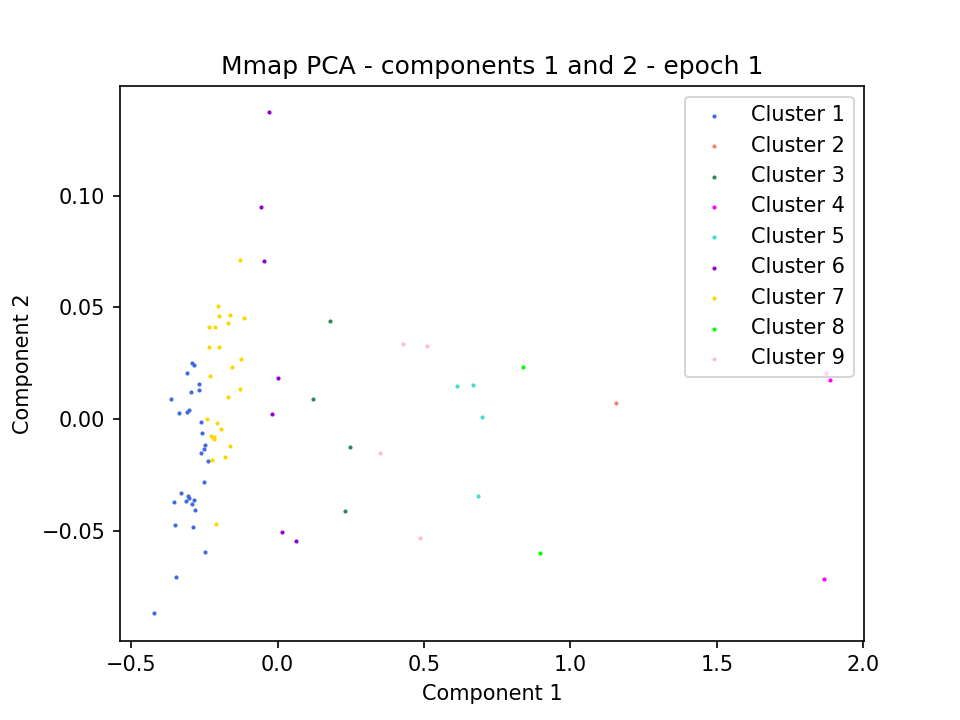 Mmap PCA - components 1 and 2 - epoch 1
Cluster 1
Cluster 2
Cluster 3
Cluster 4
Cluster 5
Cluster 6
Cluster 7
Cluster 8
Cluster 9
Component 2
0.10
0.05
0.00
−0.05
−0.5
0.0
0.5
1.0
1.5
2.0
Component 1